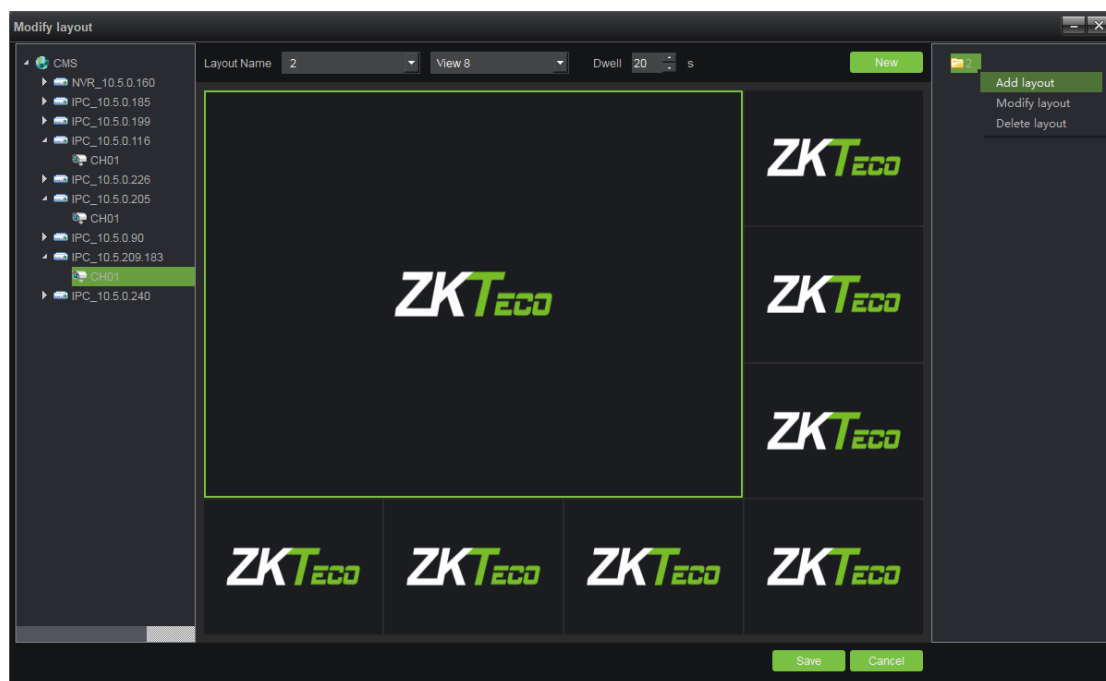 Modify layout
CMS
NVR_10.5.0.160
IPC_10.5.0.185
IPC_10.5.0.199
IPC_10.5.0.116
CH01
IPC_10.5.0.226
IPC_10.5.0.205
CH01
IPC_10.5.0.90
IPC_10.5.209.183
CH01
IPC_10.5.0.240
Layout Name 2 View 8 Dwell 20 s New
ZKTECO
ZKTECO
ZKTECO
ZKTECO
ZKTECO ZKTECO ZKTECO ZKTECO
2
Add layout
Modify layout
Delete layout
Save Cancel